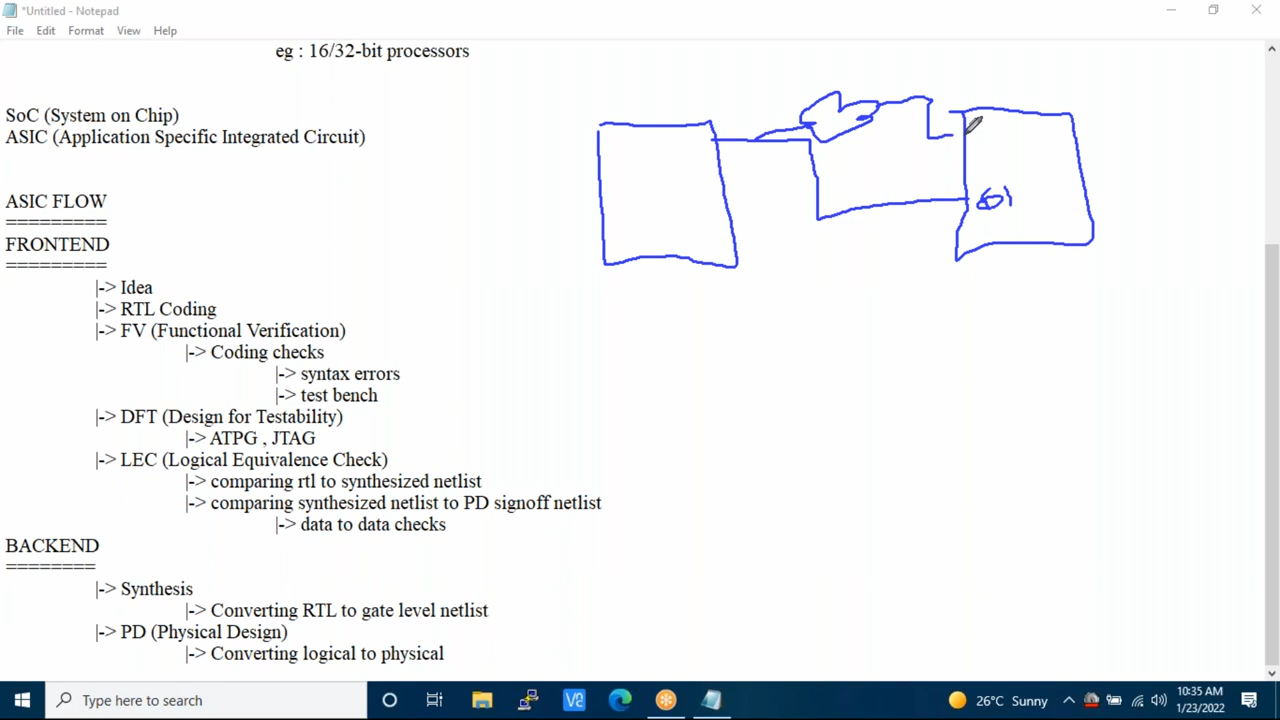 *Untitled - Notepad
File Edit Format View Help
eg : 16/32-bit processors
SoC (System on Chip)
ASIC (Application Specific Integrated Circuit)
ASIC FLOW
=========
FRONTEND
=========
|-> Idea
|-> RTL Coding
|-> FV (Functional Verification)
|-> Coding checks
|-> syntax errors
|-> test bench
|-> DFT (Design for Testability)
|-> ATPG , JTAG
|-> LEC (Logical Equivalence Check)
|-> comparing rtl to synthesized netlist
|-> comparing synthesized netlist to PD signoff netlist
|-> data to data checks
BACKEND
========
|-> Synthesis
|-> Converting RTL to gate level netlist
|-> PD (Physical Design)
|-> Converting logical to physical
Type here to search
26°C Sunny
10:35 AM
1/23/2022